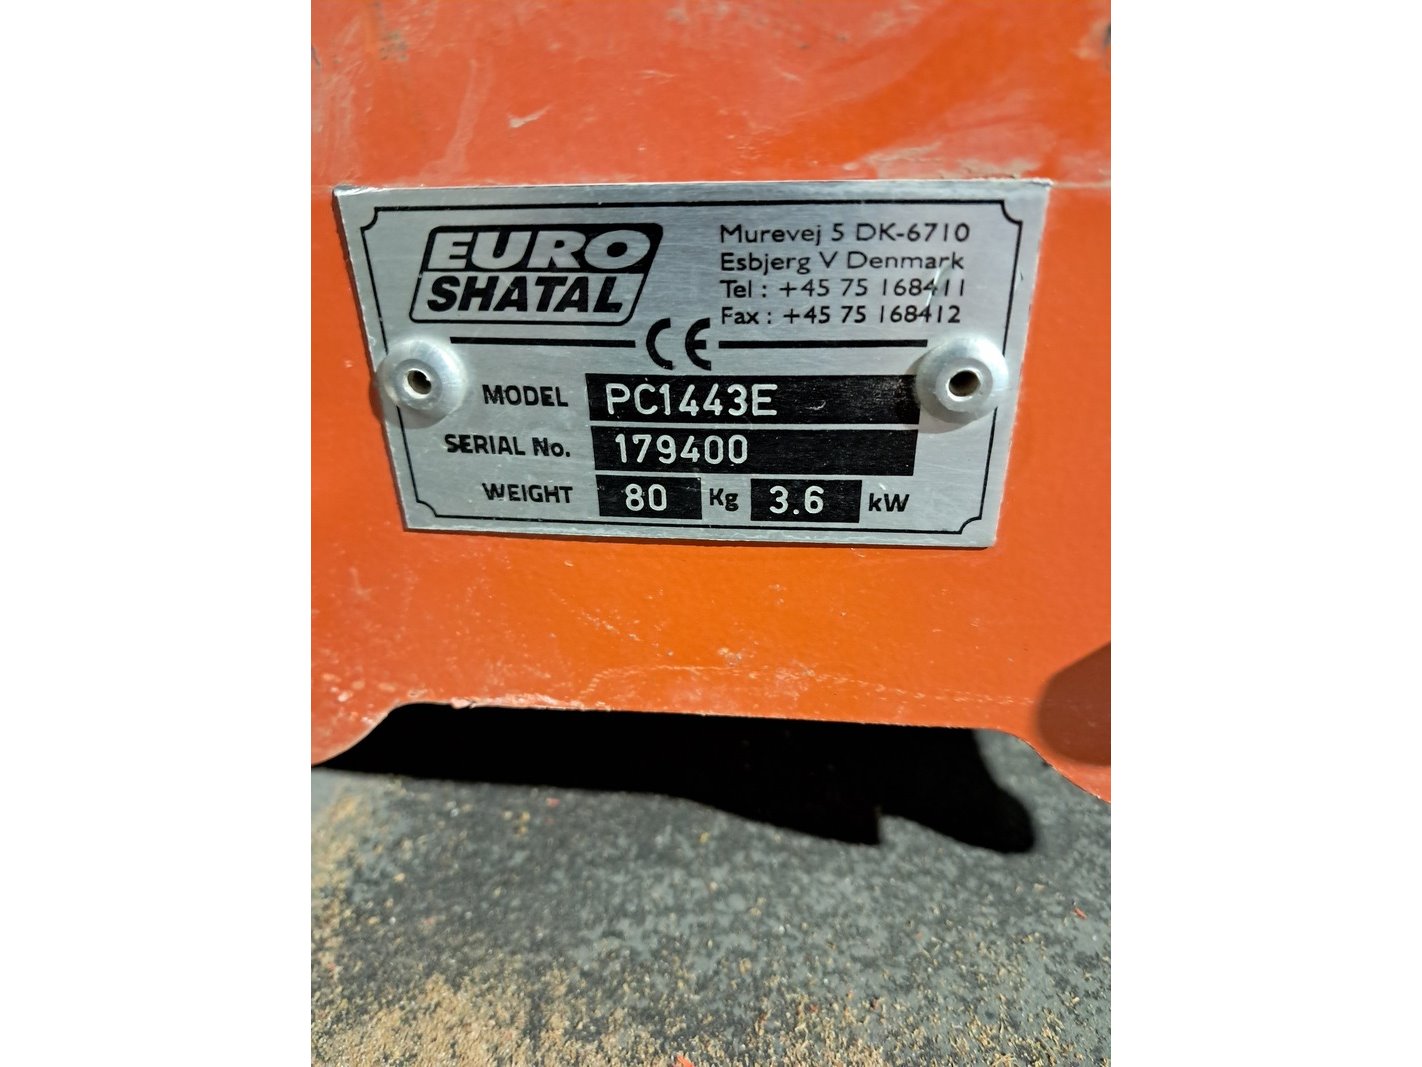 EURO
SHATAL
Murevej 5 DK-6710
Esbjerg V Denmark
Tel : +45 75 168411
Fax : +45 75 168412
CE
MODEL PC1443E
SERIAL No. 179400
WEIGHT 80 Kg 3.6 kW